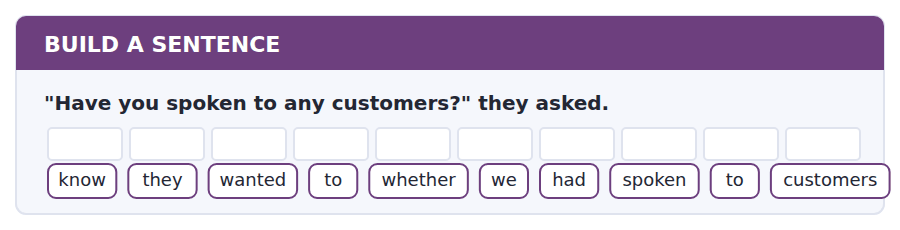 BUILD A SENTENCE
"Have you spoken to any customers?" they asked.
know they wanted to whether we had spoken to customers